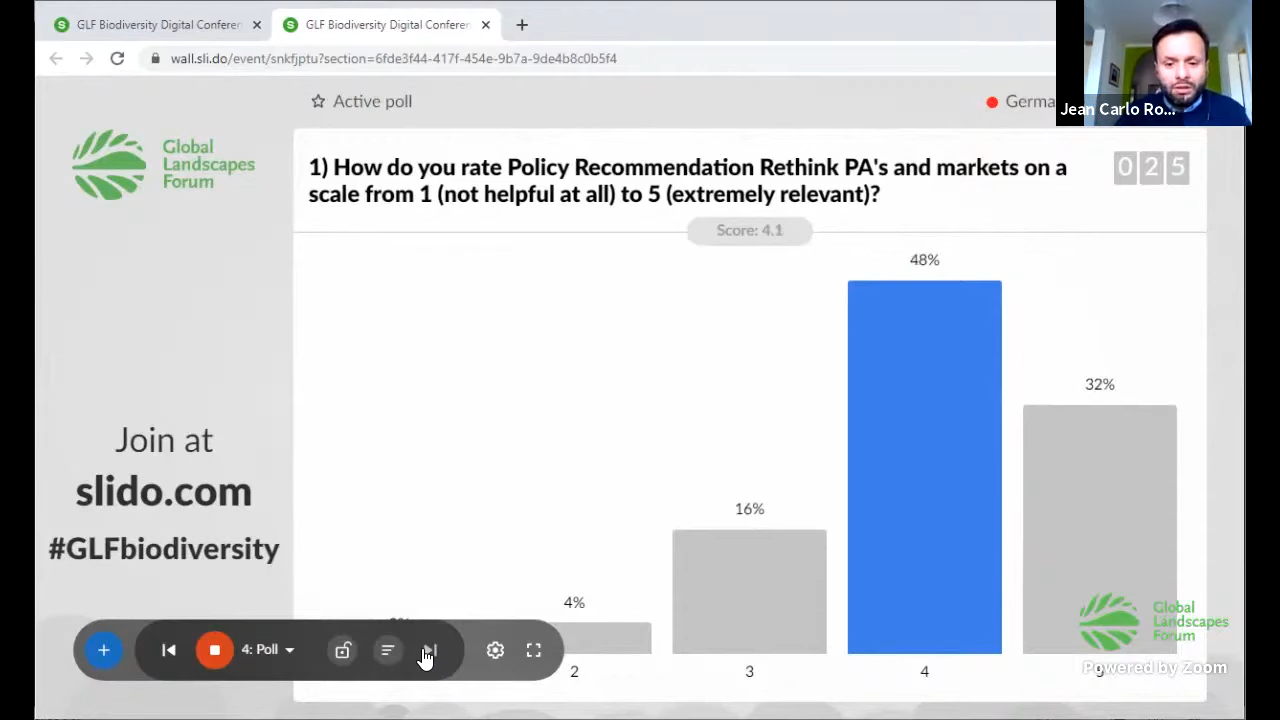 GLF Biodiversity Digital Conferen
GLF Biodiversity Digital Conferen
wall.sli.do/event/snkfjptu?section=6fde3f44-417f-454e-9b7a-9de4b8c0b5f4
Jean Carlo Ro...
Active poll
Germa
Global
Landscapes
Forum
1) How do you rate Policy Recommendation Rethink PA's and markets on a
scale from 1 (not helpful at all) to 5 (extremely relevant)?
025
Score: 4.1
48%
32%
16%
4%
Join at
slido.com
#GLFbiodiversity
4: Poll
2
3
4
Global
Landscapes
Forum
Powered by Zoom